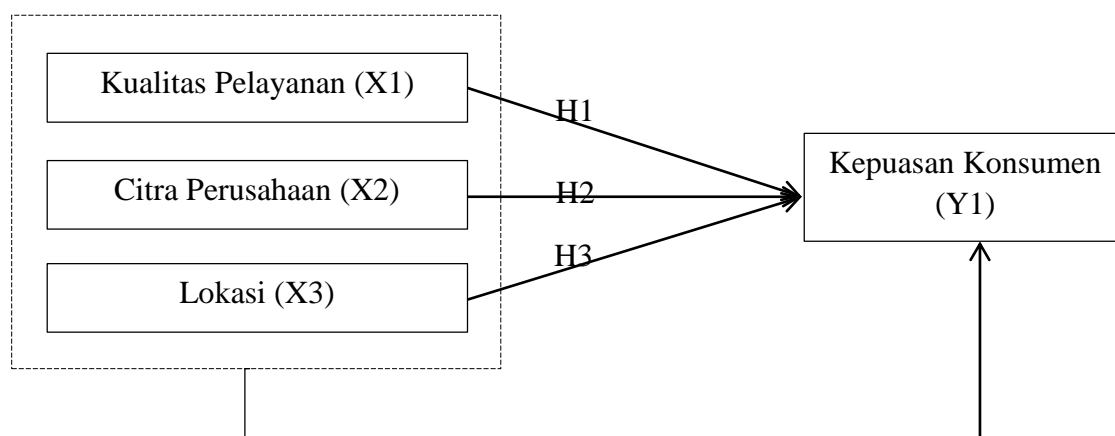 Kualitas Pelayanan (X1)
H1
Kepuasan Konsumen
(Y1)
Citra Perusahaan (X2)
H2
H3
Lokasi (X3)